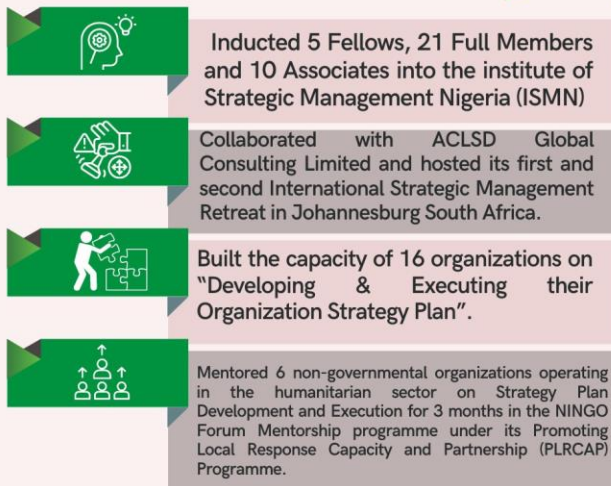 Inducted 5 Fellows, 21 Full Members
and 10 Associates into the institute of
Strategic Management Nigeria (ISMN)
Collaborated with ACLSD Global
Consulting Limited and hosted its first and
second International Strategic Management
Retreat in Johannesburg South Africa.
Built the capacity of 16 organizations on
“Developing & Executing their
Organization Strategy Plan”.
Mentored 6 non-governmental organizations operating
in the humanitarian sector on Strategy Plan
Development and Execution for 3 months in the NINGO
Forum Mentorship programme under its Promoting
Local Response Capacity and Partnership (PLRCAP)
Programme.